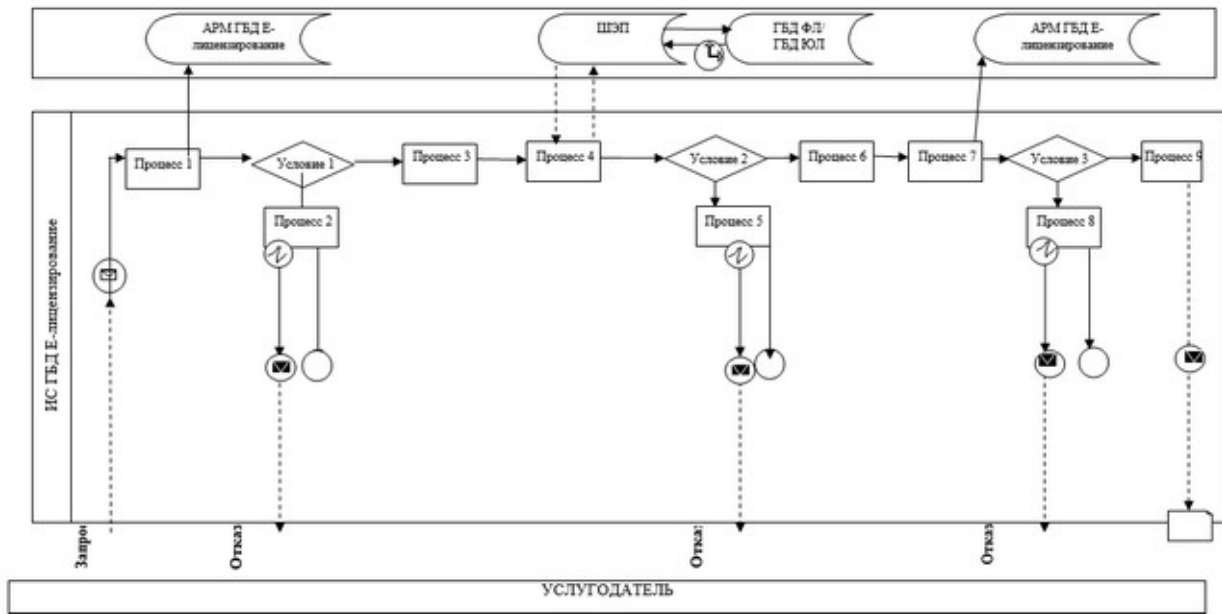 АРМ ГБД Е-
лицензирование
ШЭП
ГБД ФЛ/
ГБД ЮЛ
АРМ ГБД Е-
лицензирование
ИС ГБД Е-лицензирование
Процесс 1
Условие 1
Процесс 3
Процесс 4
Условие 2
Процесс 6
Процесс 7
Условие 3
Процесс 9
Процесс 2
Процесс 5
Процесс 8
Запро
Отказ
Отка
Отказ
УСЛУГОДАТЕЛЬ